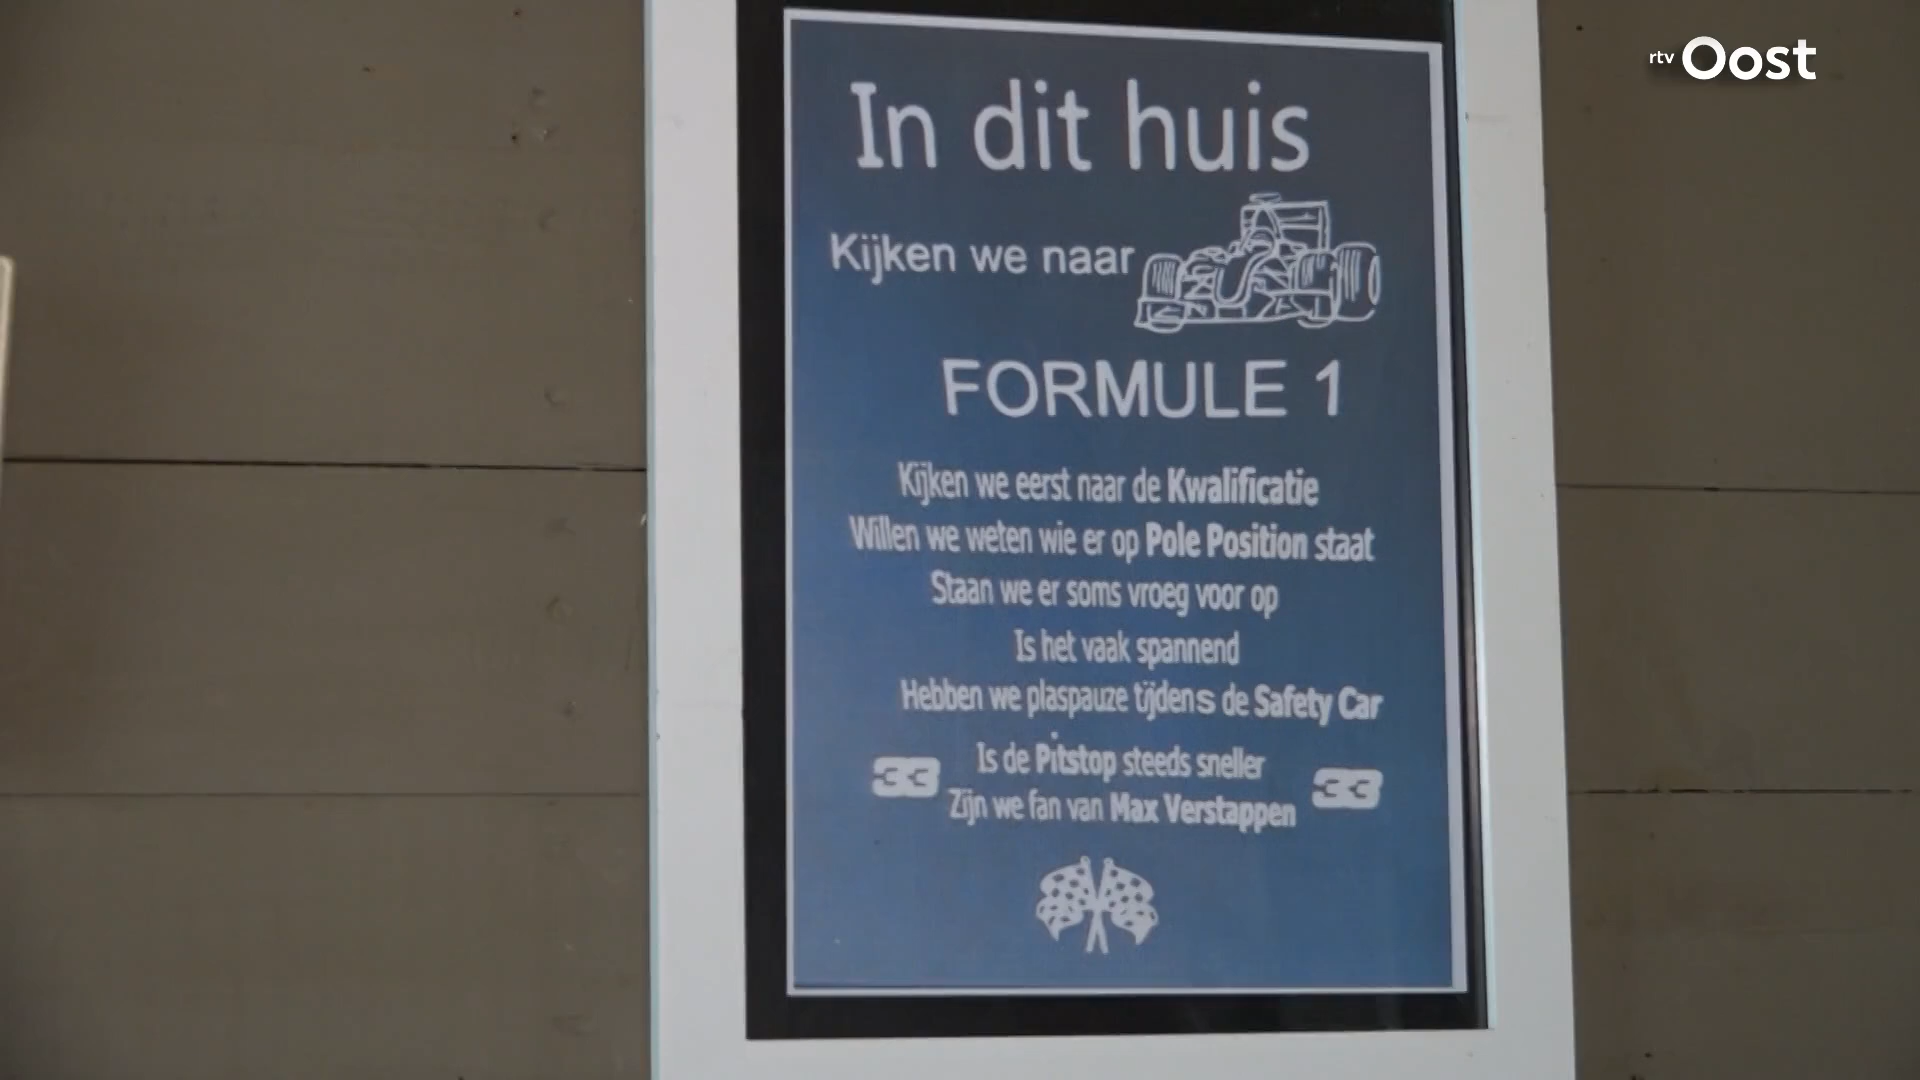 rtv Oost
In dit huis
Kijken we naar
FORMULE 1
Kijken we eerst naar de Kwalificatie
Willen we weten wie er op Pole Position staat
Staan we er soms vroeg voor op
Is het vaak spannend
Hebben we plaspauze tijdens de Safety Car
Is de Pitstop steeds sneller
33
33
Zijn we fan van Max Verstappen